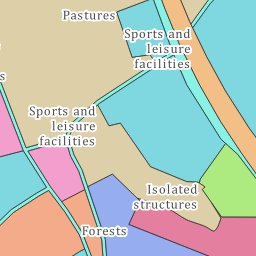 Pastures
Sports and
leisure
facilities
s
Sports and
leisure
facilities
Isolated
structures
Forests